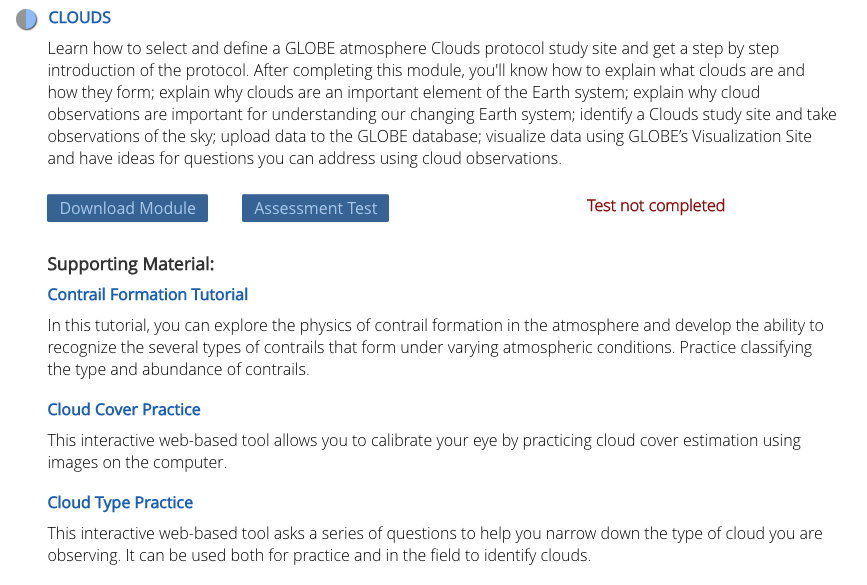 CLOUDS
Learn how to select and define a GLOBE atmosphere Clouds protocol study site and get a step by step
introduction of the protocol. After completing this module, you'll know how to explain what clouds are and
how they form; explain why clouds are an important element of the Earth system; explain why cloud
observations are important for understanding our changing Earth system; identify a Clouds study site and take
observations of the sky; upload data to the GLOBE database; visualize data using GLOBE’s Visualization Site
and have ideas for questions you can address using cloud observations.
Download Module Assessment Test Test not completed
Supporting Material:
Contrail Formation Tutorial
In this tutorial, you can explore the physics of contrail formation in the atmosphere and develop the ability to
recognize the several types of contrails that form under varying atmospheric conditions. Practice classifying
the type and abundance of contrails.
Cloud Cover Practice
This interactive web-based tool allows you to calibrate your eye by practicing cloud cover estimation using
images on the computer.
Cloud Type Practice
This interactive web-based tool asks a series of questions to help you narrow down the type of cloud you are
observing. It can be used both for practice and in the field to identify clouds.